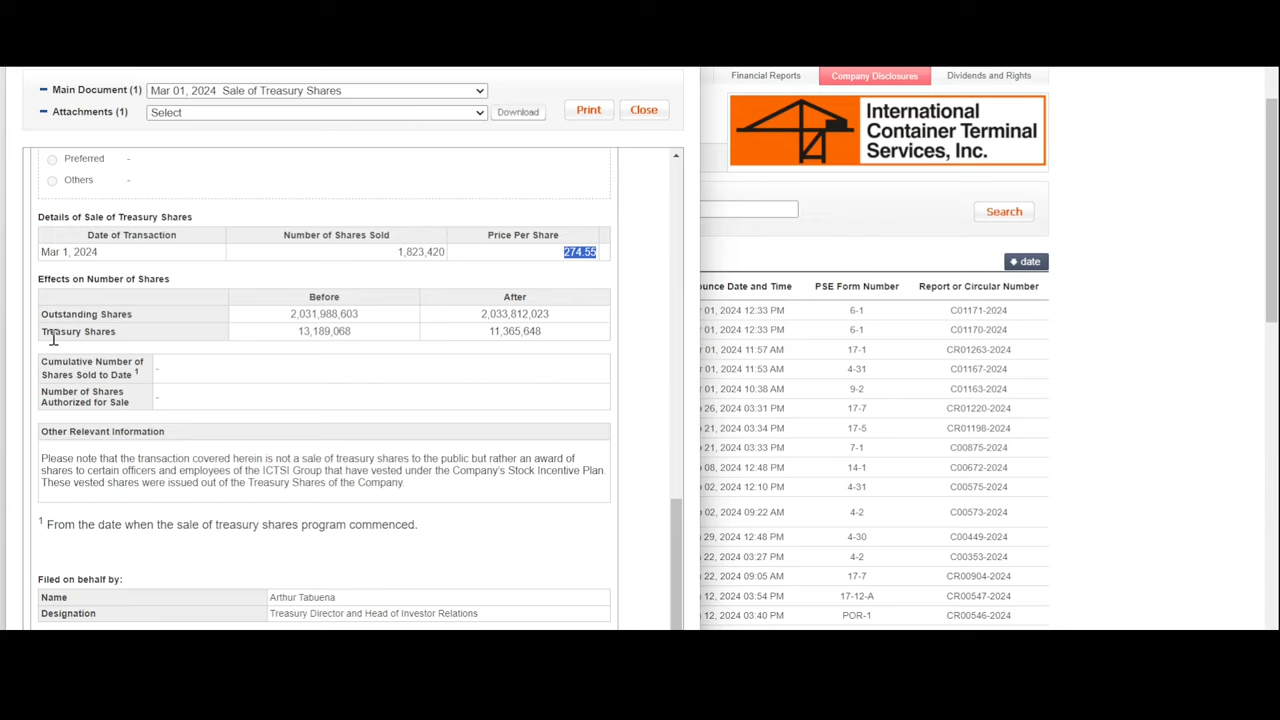 Main Document (1) Mar 01, 2024 Sale of Treasury Shares
Attachments (1) Select Download Print Close
Preferred -
Others -
Details of Sale of Treasury Shares
Date of Transaction Number of Shares Sold Price Per Share
Mar 1, 2024 1,823,420 274.55
Effects on Number of Shares
Before After
Outstanding Shares 2,031,988,603 2,033,812,023
Treasury Shares 13,189,068 11,365,648
Cumulative Number of
Shares Sold to Date 1 -
Number of Shares
Authorized for Sale -
Other Relevant Information
Please note that the transaction covered herein is not a sale of treasury shares to the public but rather an award of
shares to certain officers and employees of the ICTSI Group that have vested under the Company's Stock Incentive Plan.
These vested shares were issued out of the Treasury Shares of the Company.
1 From the date when the sale of treasury shares program commenced.
Filed on behalf by:
Name Arthur Tabuena
Designation Treasury Director and Head of Investor Relations
Financial Reports Company Disclosures Dividends and Rights
International
Container Terminal
Services, Inc.
Search
date
Date and Time PSE Form Number Report or Circular Number
01, 2024 12:33 PM 6-1 C01171-2024
01, 2024 12:33 PM 6-1 C01170-2024
01, 2024 11:57 AM 17-1 CR01263-2024
01, 2024 11:53 AM 4-31 C01167-2024
01, 2024 10:38 AM 9-2 C01163-2024
26, 2024 03:31 PM 17-7 CR01220-2024
21, 2024 03:34 PM 17-5 CR01198-2024
21, 2024 03:33 PM 7-1 C00875-2024
08, 2024 12:48 PM 14-1 C00672-2024
02, 2024 12:10 PM 4-31 C00575-2024
02, 2024 09:22 AM 4-2 C00573-2024
29, 2024 12:48 PM 4-30 C00449-2024
22, 2024 03:27 PM 4-2 C00353-2024
22, 2024 09:05 AM 17-7 CR00904-2024
12, 2024 03:54 PM 17-12-A CR00547-2024
12, 2024 03:40 PM POR-1 CR00546-2024